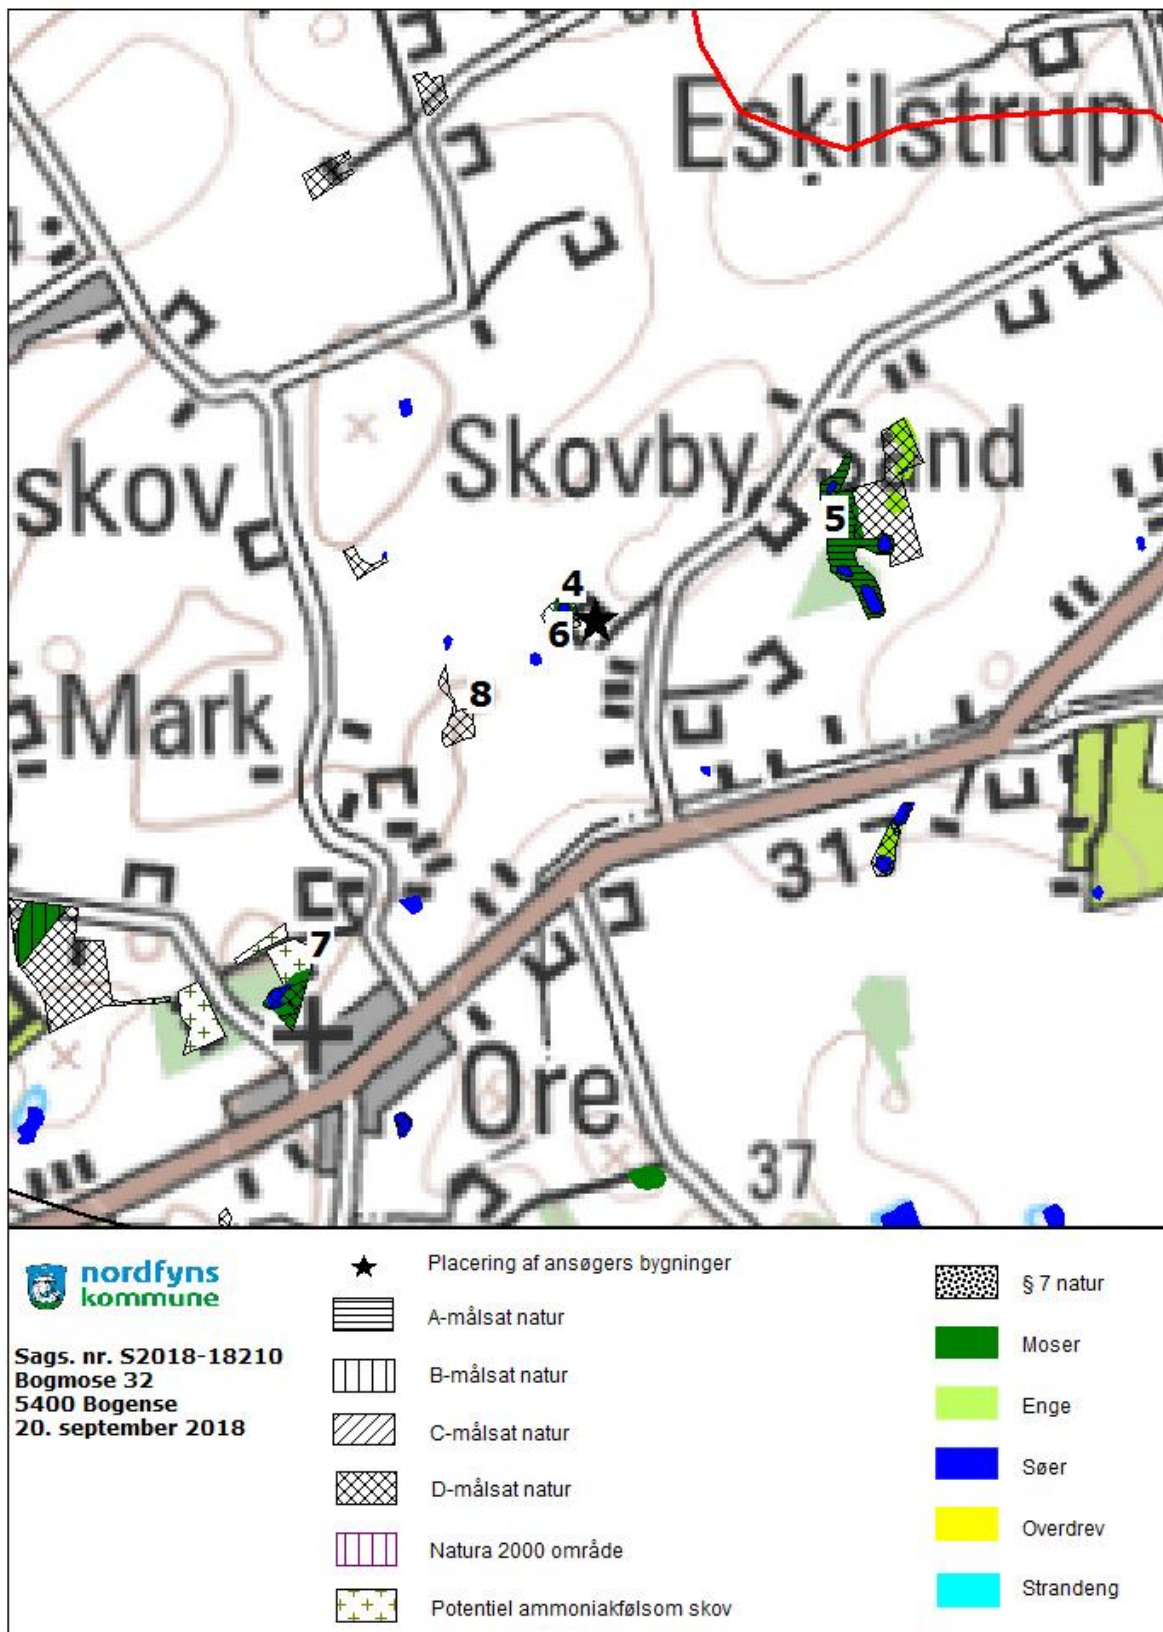 Eskilstrup
Skovby Sand
skov
5
4
6
8
Mark
31
7
Ore
37
nordfyns
kommune
Sags. nr. S2018-18210
Bogmose 32
5400 Bogense
20. september 2018
Placering af ansøgers bygninger
A-målsat natur
B-målsat natur
C-målsat natur
D-målsat natur
Natura 2000 område
Potentiel ammoniakfølsom skov
§ 7 natur
Moser
Enge
Søer
Overdrev
Strandeng